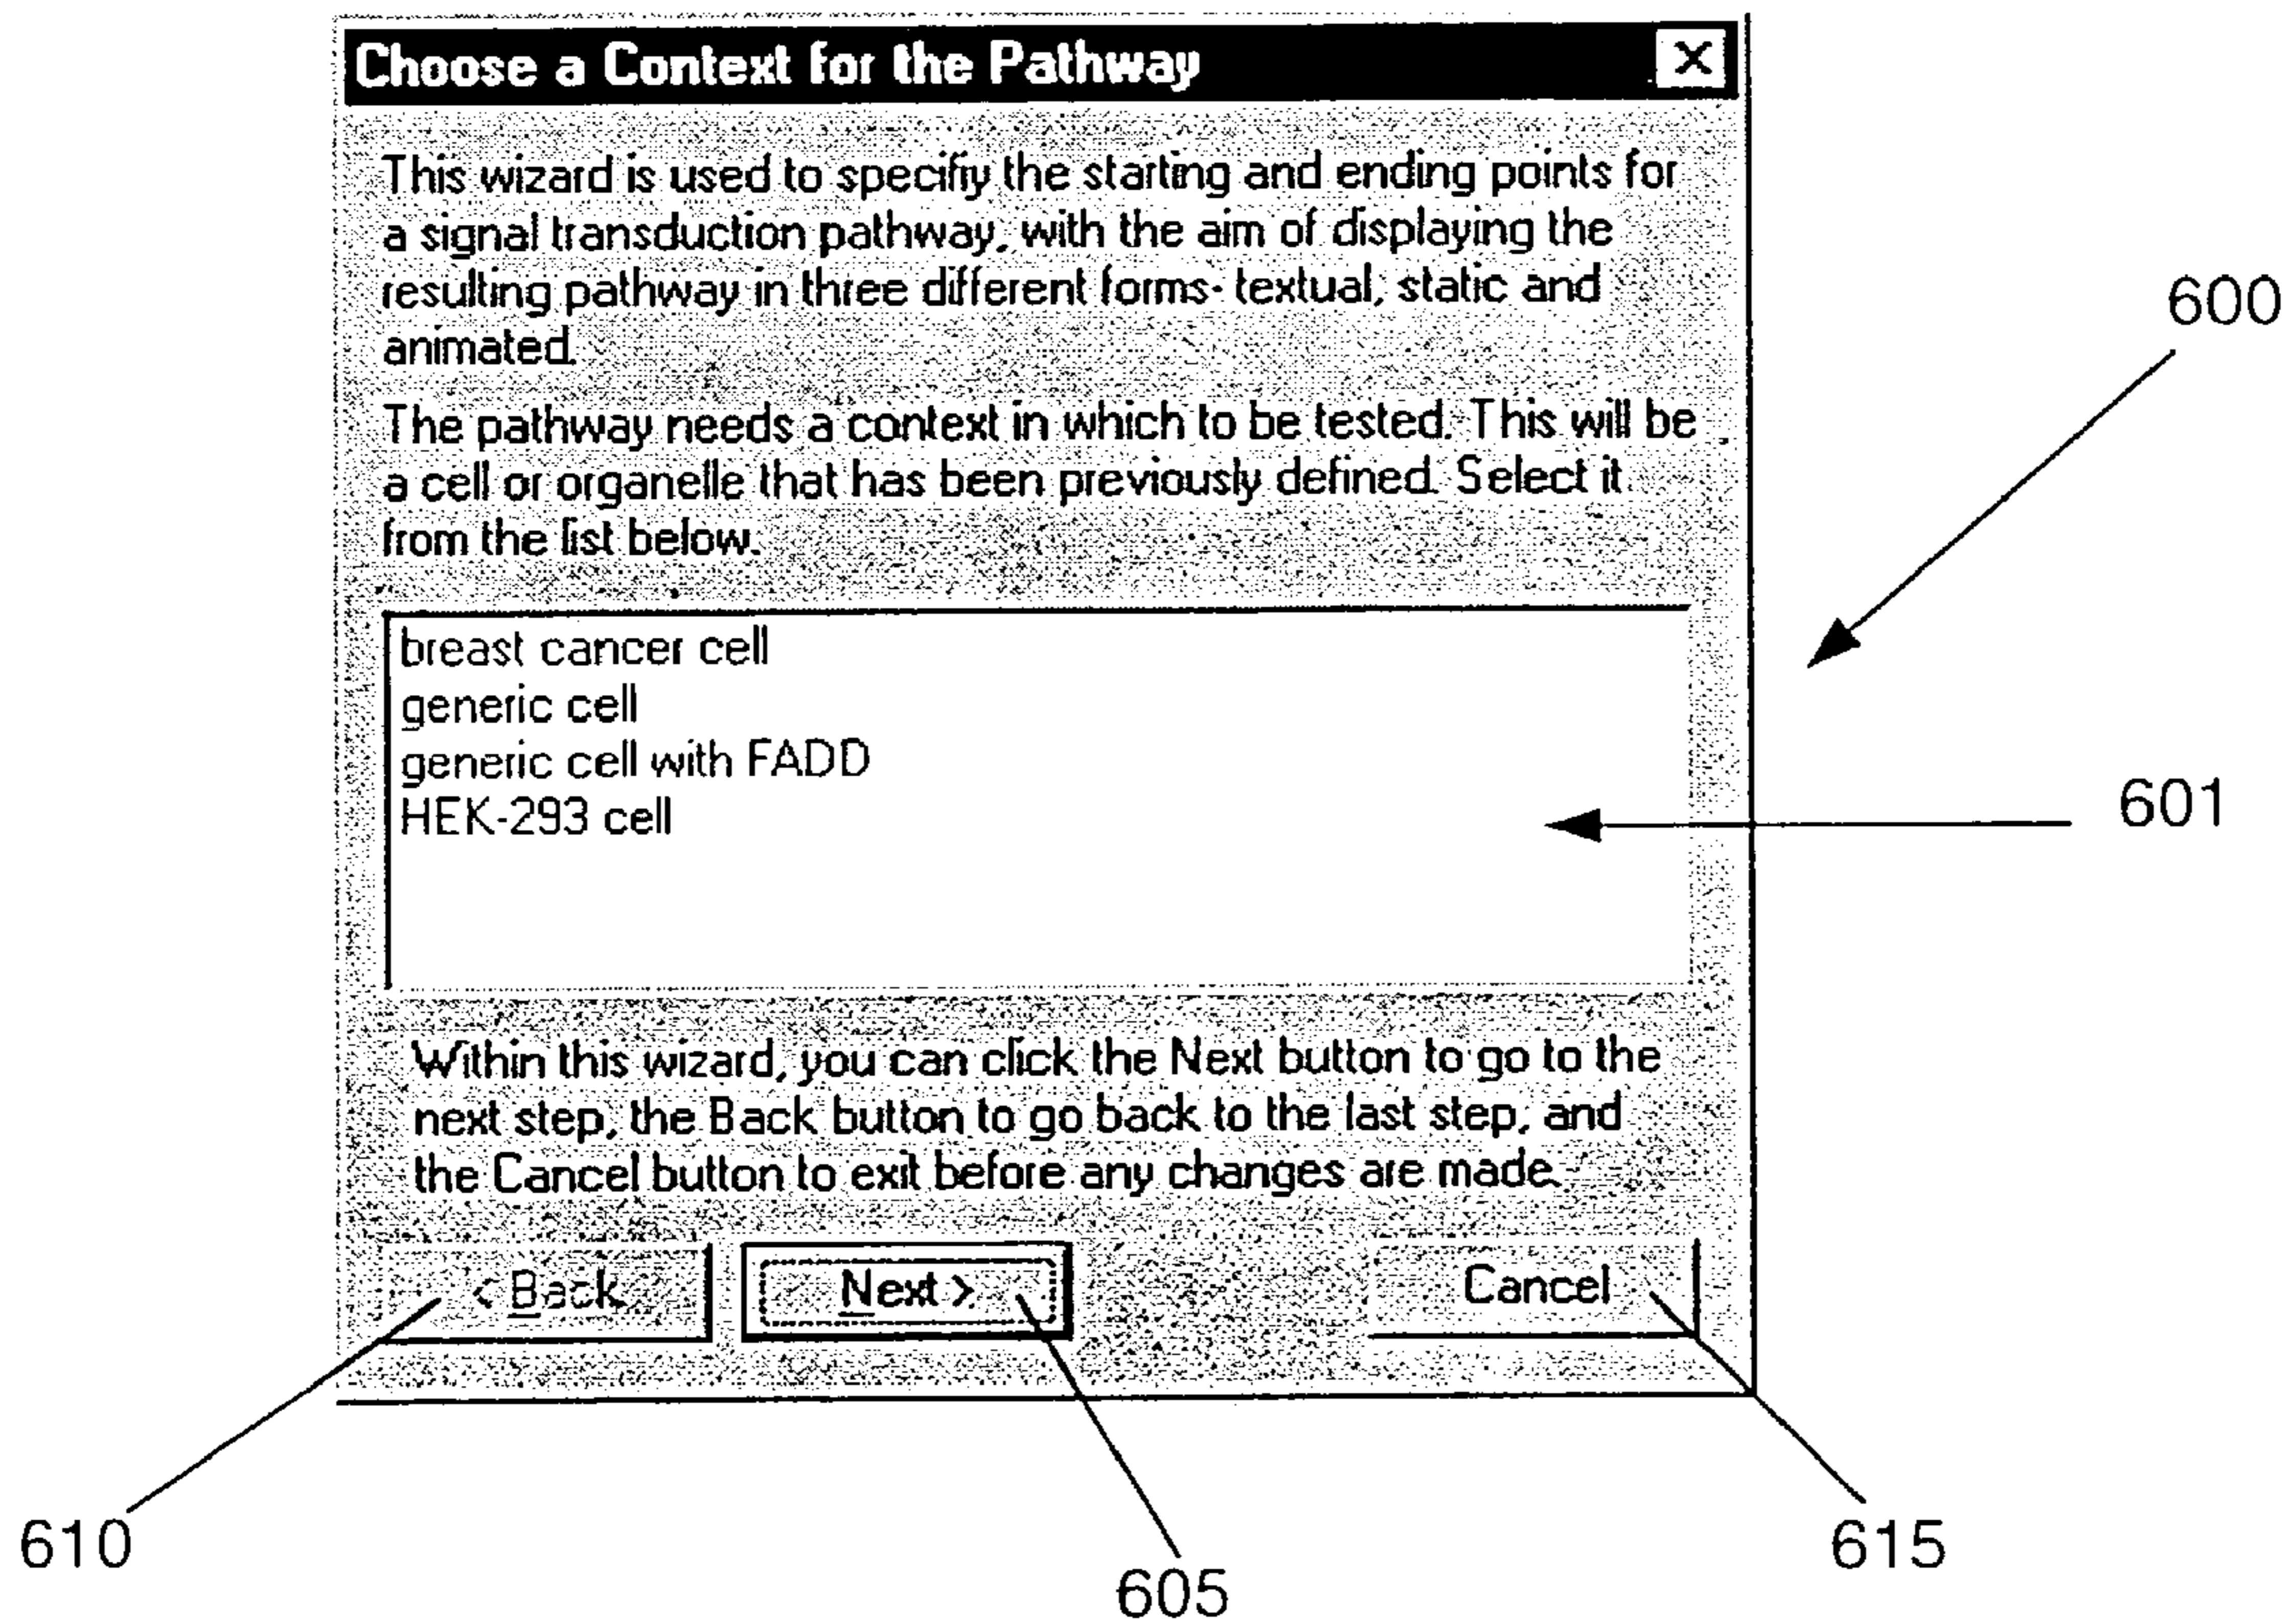 Choose a Context for the Pathway
This wizard is used to specifiy the starting and ending points for
a signal transduction pathway, with the aim of displaying the
resulting pathway in three different forms- textual, static and
animated.
The pathway needs a context in which to be tested. This will be
a cell or organelle that has been previously defined. Select it
from the list below.
breast cancer cell
generic cell
generic cell with FADD
HEK-293 cell
Within this wizard, you can click the Next button to go to the
next step, the Back button to go back to the last step, and
the Cancel button to exit before any changes are made.
< Back
Next >
Cancel
600
601
610
605
615